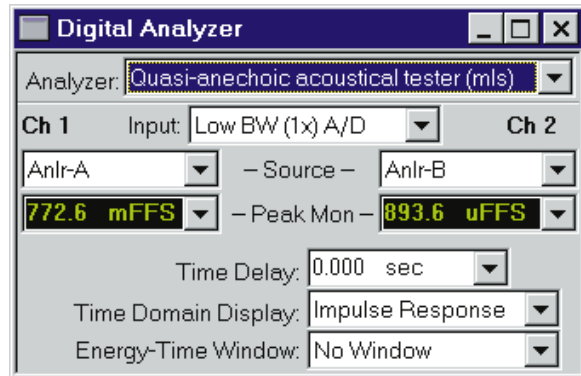 Digital Analyzer
Analyzer: Quasi-anechoic acoustical tester (mls)
Ch 1 Input: Low BW (1x) A/D Ch 2
Anlr-A – Source – Anlr-B
772.6 mFFS – Peak Mon – 893.6 uFFS
Time Delay: 0.000 sec
Time Domain Display: Impulse Response
Energy-Time Window: No Window